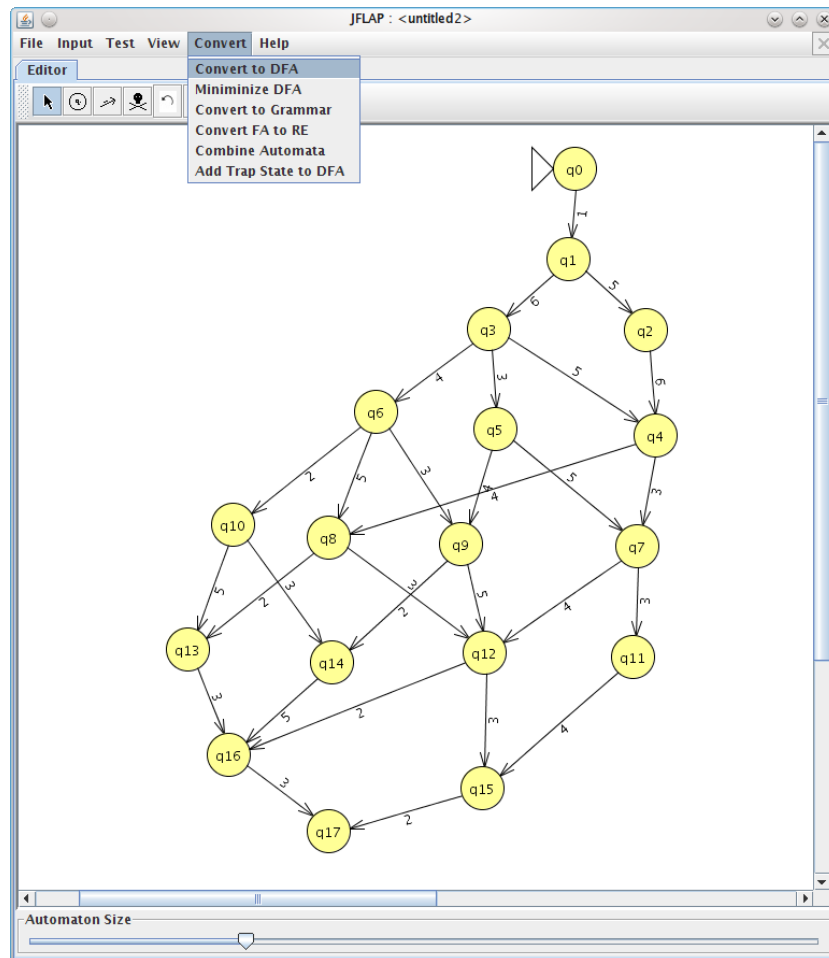 JFLAP : <untitled2>
File Input Test View Convert Help
Editor
Convert to DFA
Miniminize DFA
Convert to Grammar
Convert FA to RE
Combine Automata
Add Trap State to DFA
q0
1
q1
6
5
q3
q2
4
3
5
6
q6
q5
q4
2
5
3
4
4
5
3
q10
q8
q9
q7
5
3
2
3
2
5
4
3
q13
q14
q12
q11
3
5
2
3
4
q16
q15
3
2
q17
Automaton Size